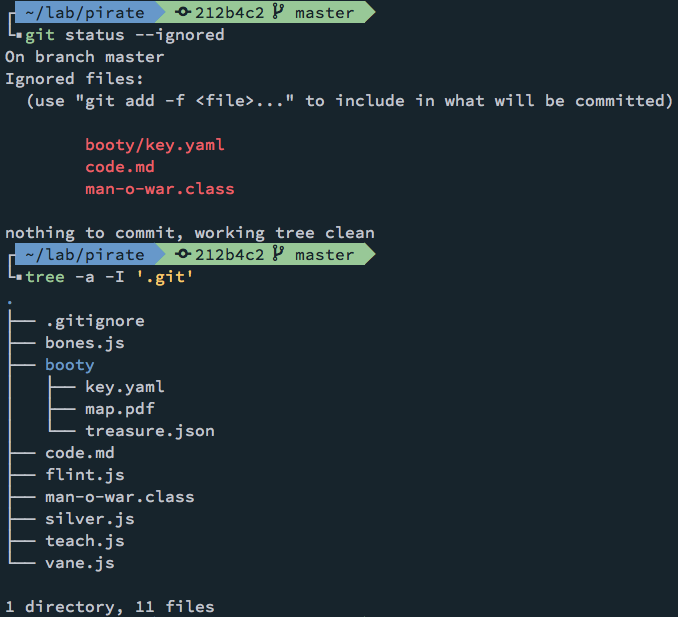 ~/lab/pirate 212b4c2 master
git status --ignored
On branch master
Ignored files:
(use "git add -f <file>..." to include in what will be committed)
booty/key.yaml
code.md
man-o-war.class
nothing to commit, working tree clean
~/lab/pirate 212b4c2 master
tree -a -I '.git'
.
├── .gitignore
├── bones.js
├── booty
│   ├── key.yaml
│   ├── map.pdf
│   └── treasure.json
├── code.md
├── flint.js
├── man-o-war.class
├── silver.js
├── teach.js
└── vane.js
1 directory, 11 files